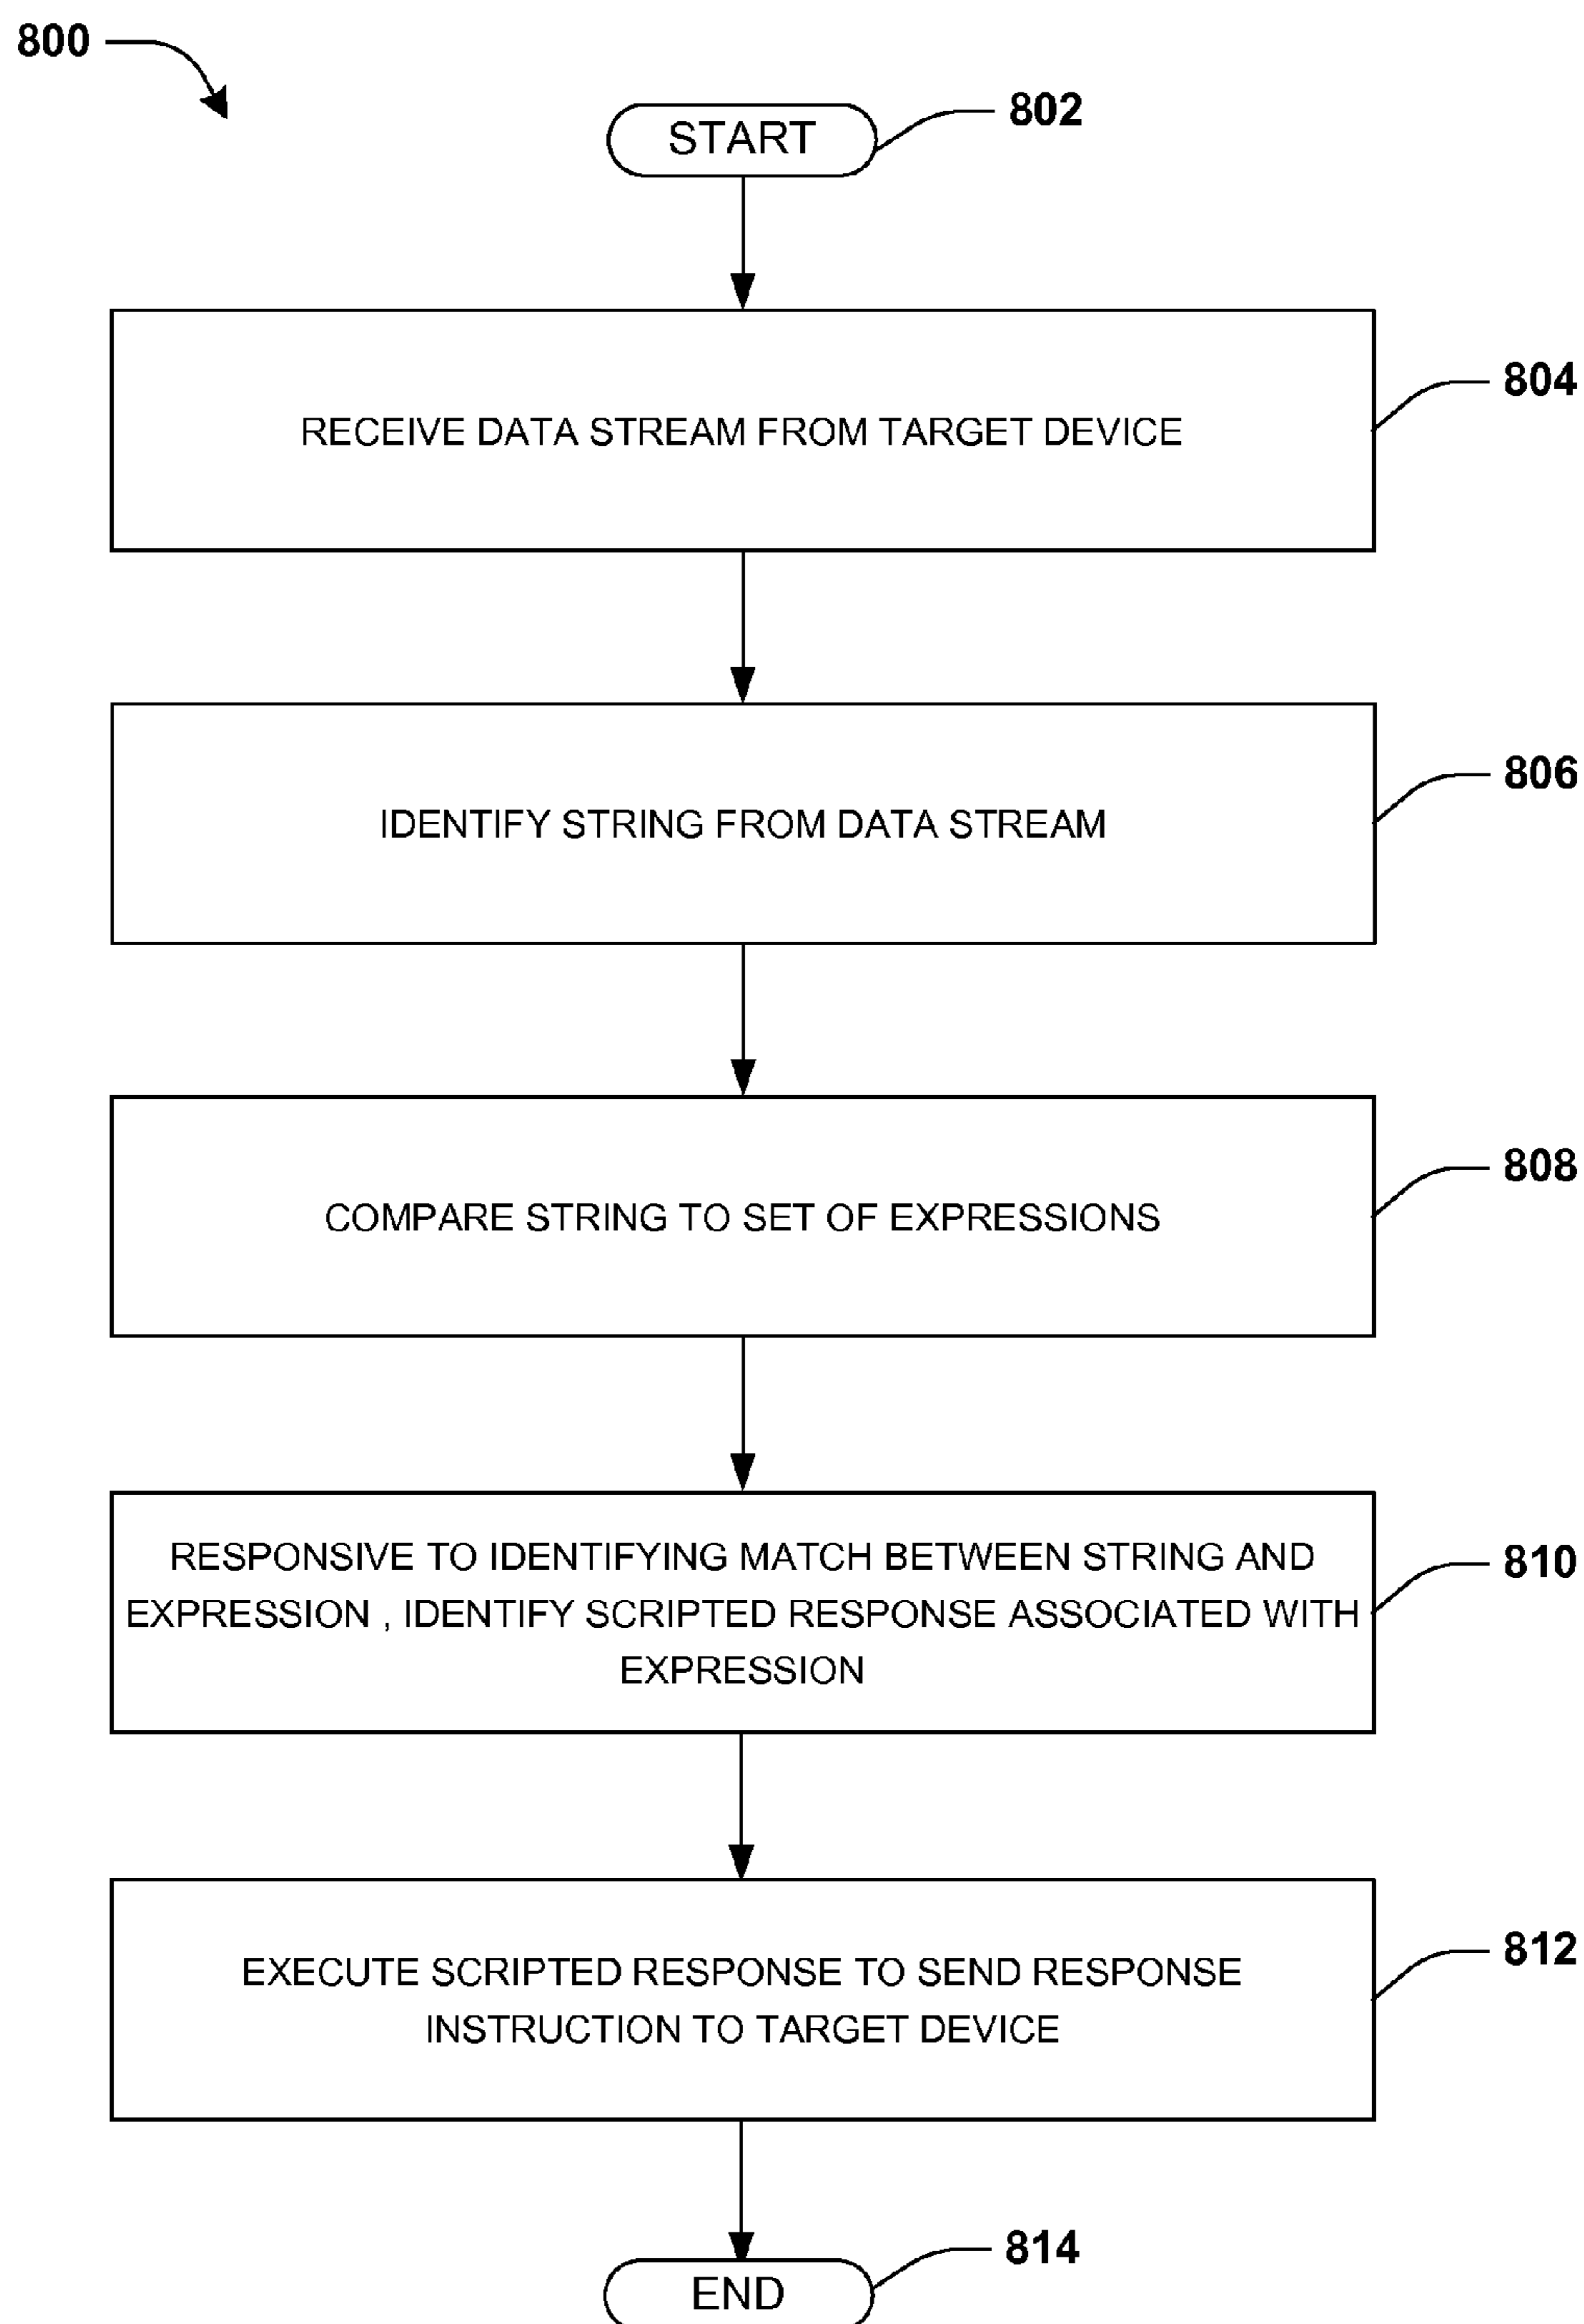 800
START
802
RECEIVE DATA STREAM FROM TARGET DEVICE
804
IDENTIFY STRING FROM DATA STREAM
806
COMPARE STRING TO SET OF EXPRESSIONS
808
RESPONSIVE TO IDENTIFYING MATCH BETWEEN STRING AND
EXPRESSION , IDENTIFY SCRIPTED RESPONSE ASSOCIATED WITH
EXPRESSION
810
EXECUTE SCRIPTED RESPONSE TO SEND RESPONSE
INSTRUCTION TO TARGET DEVICE
812
END
814